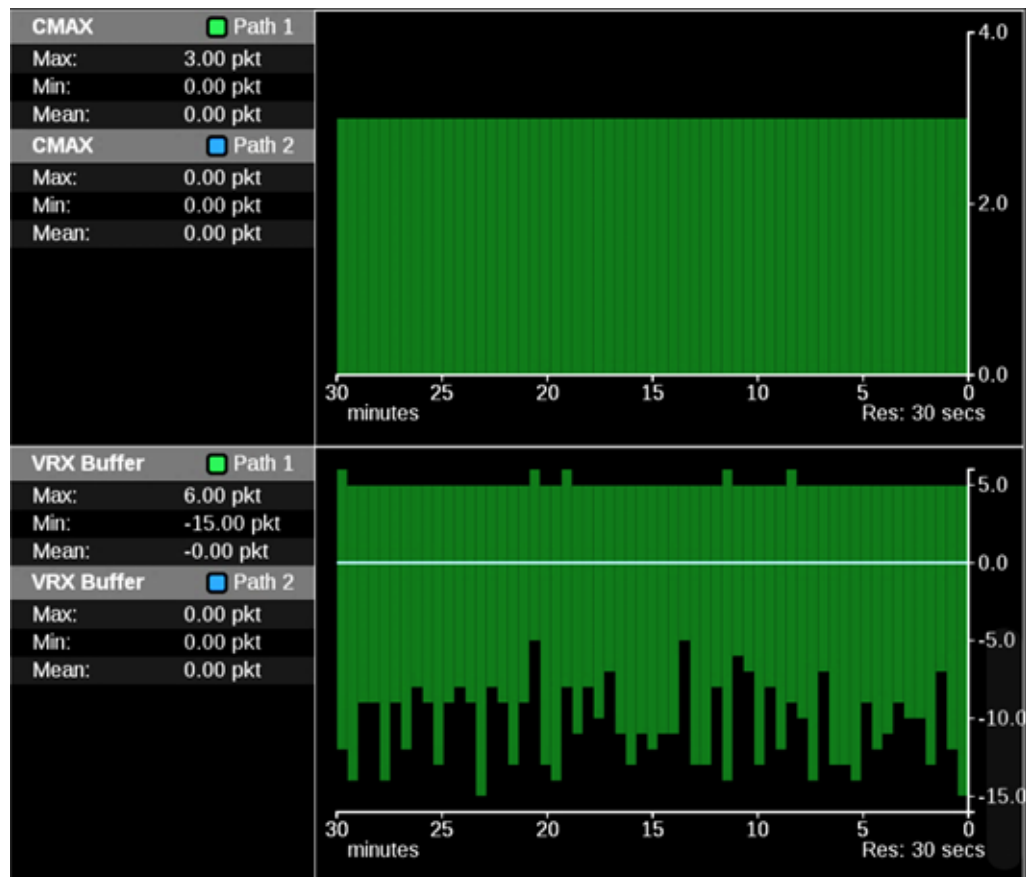 CMAX Path 1
Max: 3.00 pkt
Min: 0.00 pkt
Mean: 0.00 pkt
CMAX Path 2
Max: 0.00 pkt
Min: 0.00 pkt
Mean: 0.00 pkt
4.0
2.0
0.0
30 25 20 15 10 5 0
minutes Res: 30 secs
VRX Buffer Path 1
Max: 6.00 pkt
Min: -15.00 pkt
Mean: -0.00 pkt
VRX Buffer Path 2
Max: 0.00 pkt
Min: 0.00 pkt
Mean: 0.00 pkt
5.0
0.0
-5.0
-10.0
-15.0
30 25 20 15 10 5 0
minutes Res: 30 secs